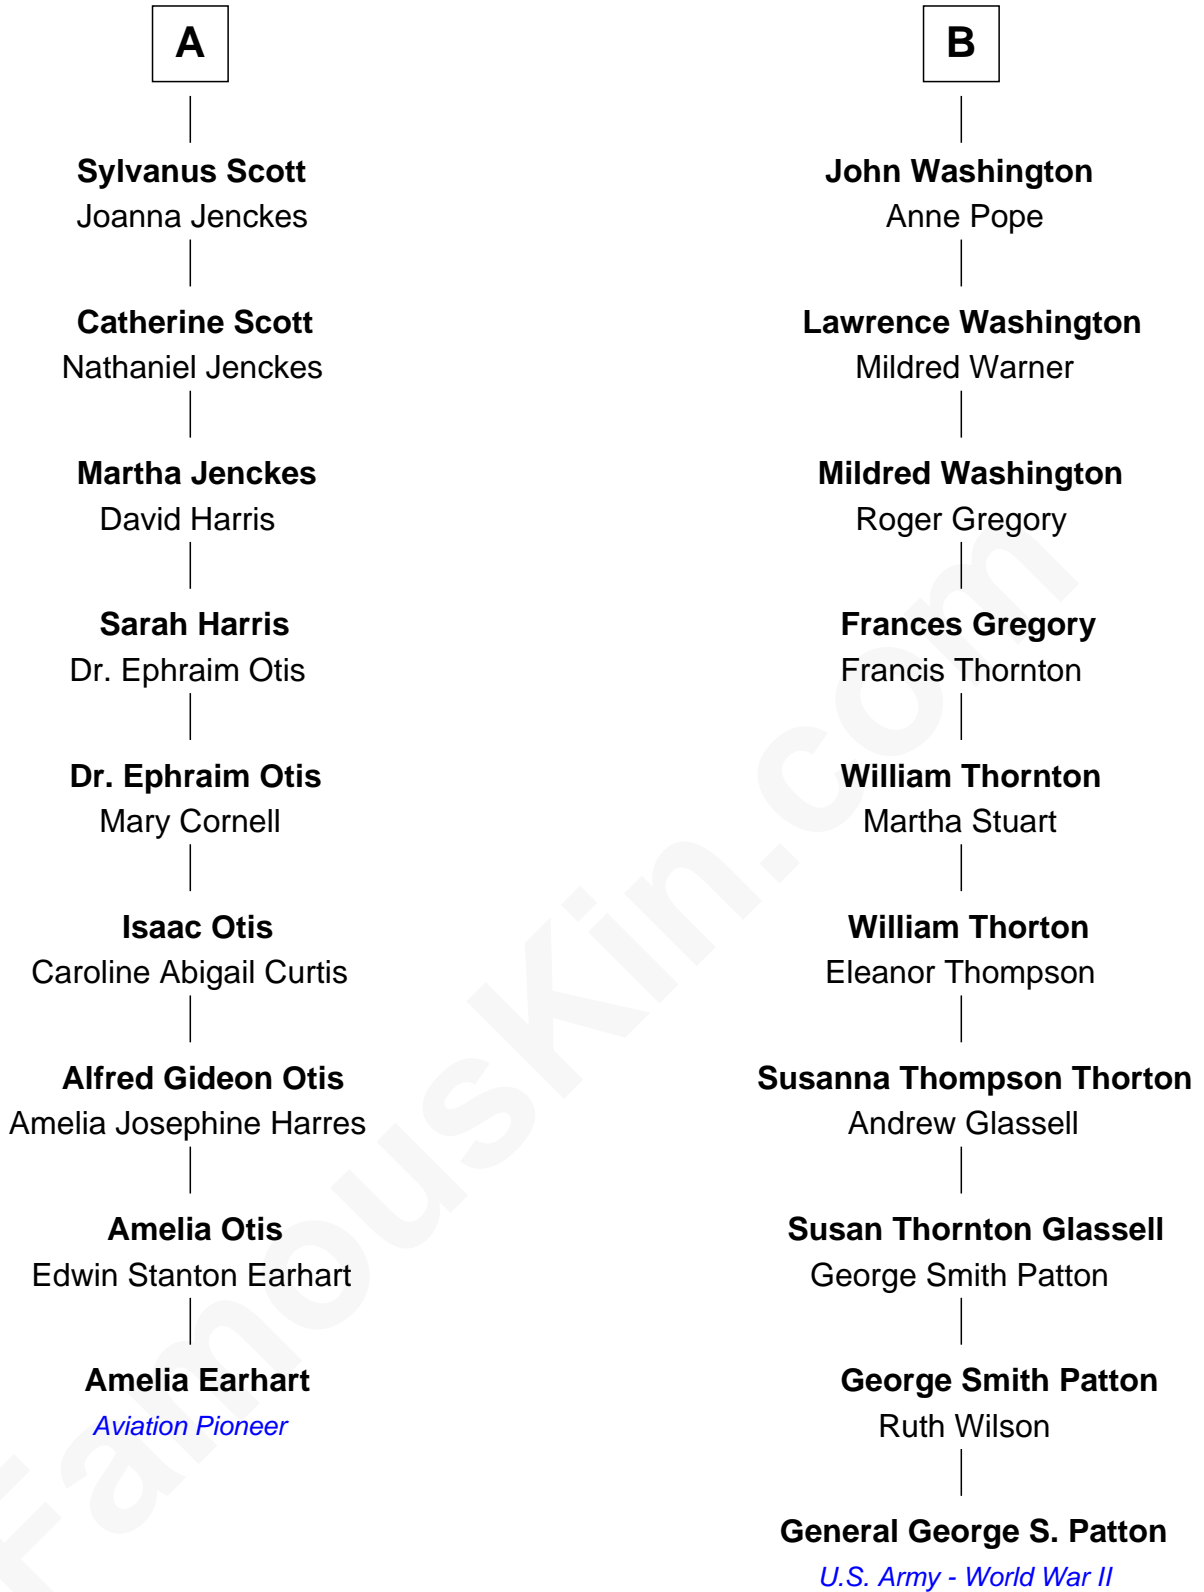 A
Sylvanus Scott
Joanna Jenckes
Catherine Scott
Nathaniel Jenckes
Martha Jenckes
David Harris
Sarah Harris
Dr. Ephraim Otis
Dr. Ephraim Otis
Mary Cornell
Isaac Otis
Caroline Abigail Curtis
Alfred Gideon Otis
Amelia Josephine Harres
Amelia Otis
Edwin Stanton Earhart
Amelia Earhart
Aviation Pioneer
B
John Washington
Anne Pope
Lawrence Washington
Mildred Warner
Mildred Washington
Roger Gregory
Frances Gregory
Francis Thornton
William Thornton
Martha Stuart
William Thorton
Eleanor Thompson
Susanna Thompson Thorton
Andrew Glassell
Susan Thornton Glassell
George Smith Patton
George Smith Patton
Ruth Wilson
General George S. Patton
U.S. Army - World War II
FamousKin.com